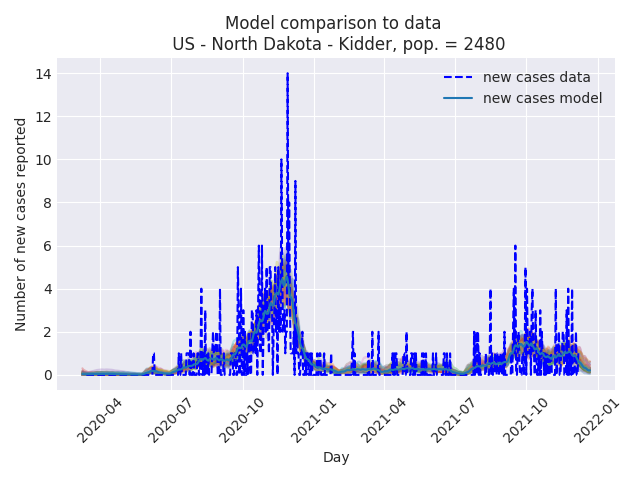 Model comparison to data
US - North Dakota - Kidder, pop. = 2480
new cases data
new cases model
Number of new cases reported
14
12
10
8
6
4
2
0
2020-04
2020-07
2020-10
2021-01
2021-04
2021-07
2021-10
2022-01
Day